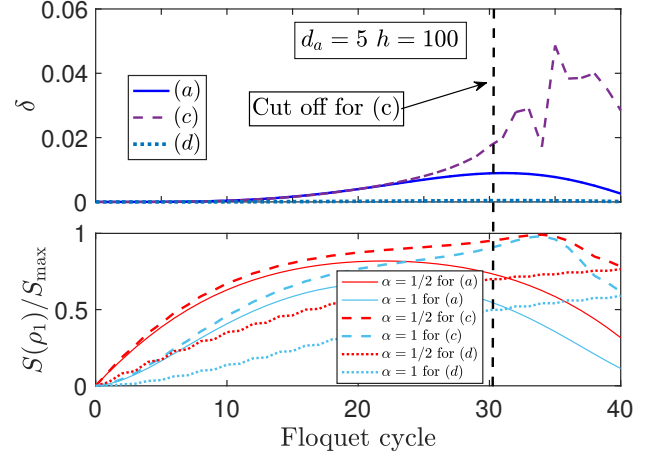 0.06
0.04
0.02
0
δ
d_a = 5 h = 100
Cut off for (c)
(a)
(c)
(d)
1
0.5
0
S(ρ₁)/S_max
α = 1/2 for (a)
α = 1 for (a)
α = 1/2 for (c)
α = 1 for (c)
α = 1/2 for (d)
α = 1 for (d)
0 10 20 30 40
Floquet cycle